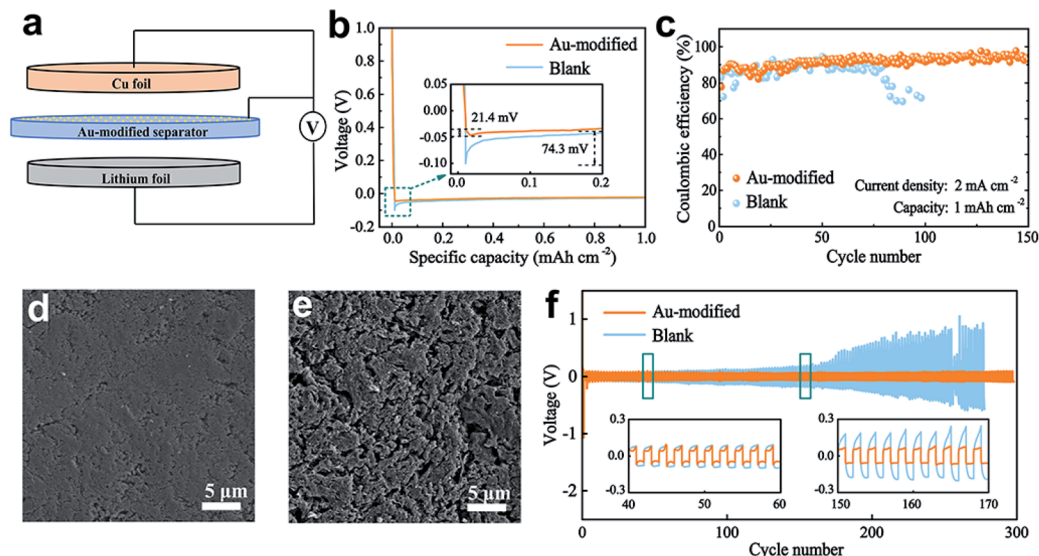 a
Cu foil
Au-modified separator
Lithium foil
V
b
Au-modified
Blank
21.4 mV
74.3 mV
0.05
0.00
-0.05
-0.10
0.0
0.1
0.2
1.0
0.8
0.6
0.4
0.2
0.0
-0.2
Voltage (V)
0.0
0.2
0.4
0.6
0.8
1.0
Specific capacity (mAh cm⁻²)
c
100
80
60
40
20
0
Coulombic efficiency (%)
Au-modified
Blank
Current density: 2 mA cm⁻²
Capacity: 1 mAh cm⁻²
0
50
100
150
Cycle number
d
5 μm
e
5 μm
f
Au-modified
Blank
1
0
-1
-2
Voltage (V)
0.3
0.0
-0.3
40
50
60
0.3
0.0
-0.3
150
160
170
0
100
200
300
Cycle number